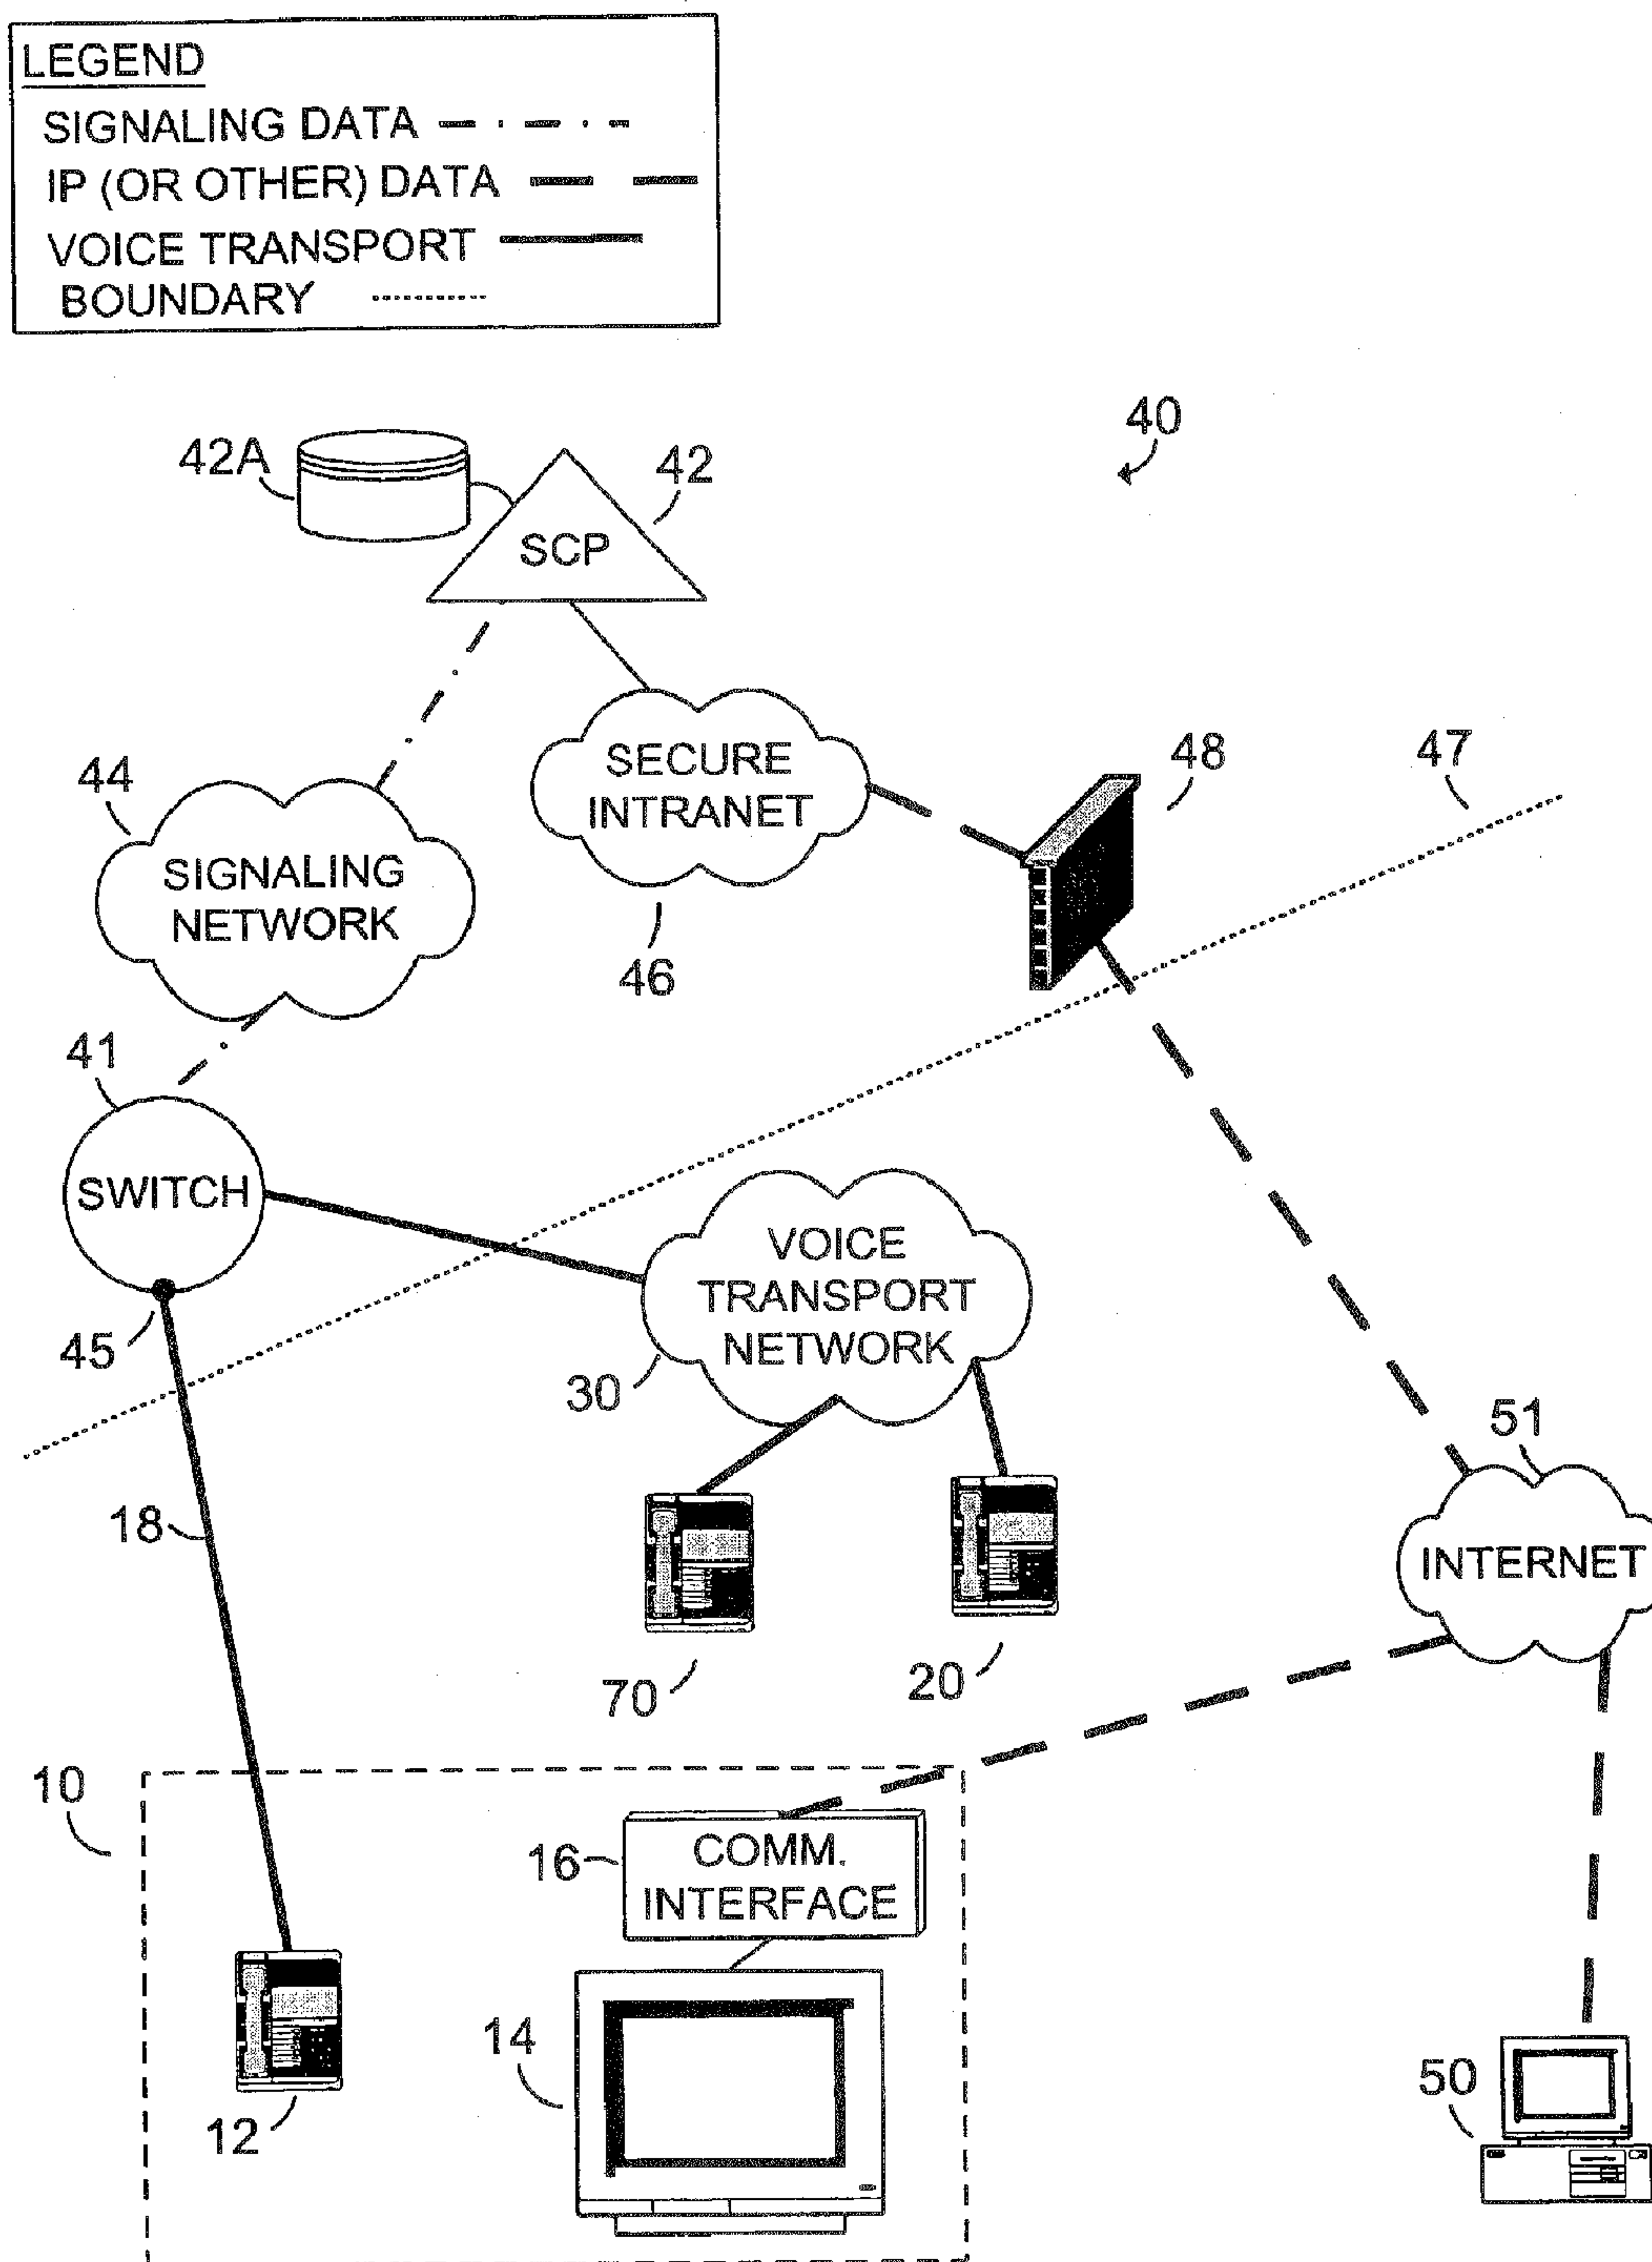 LEGEND
SIGNALING DATA
IP (OR OTHER) DATA
VOICE TRANSPORT
BOUNDARY
40
42A
42
SCP
44
SECURE
INTRANET
48
47
SIGNALING
NETWORK
46
41
SWITCH
VOICE
TRANSPORT
NETWORK
45
30
51
18
INTERNET
70
20
10
16
COMM.
INTERFACE
14
50
12